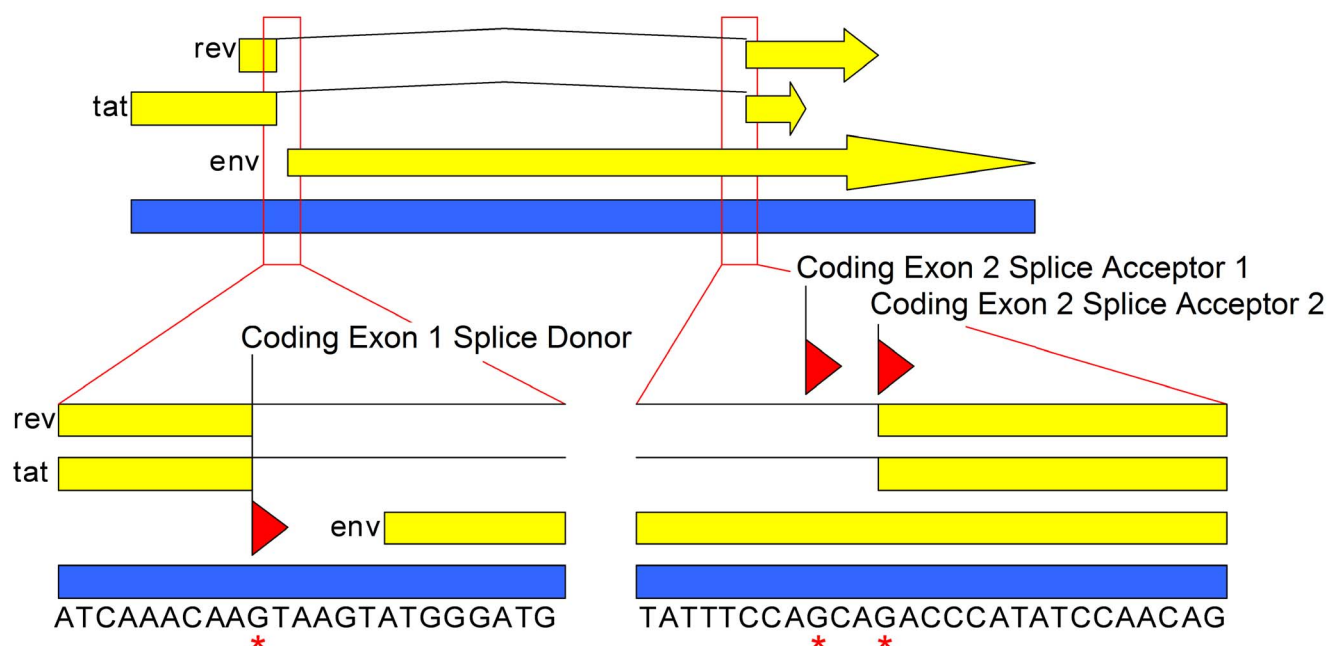 rev
tat
env
Coding Exon 2 Splice Acceptor 1
Coding Exon 2 Splice Acceptor 2
Coding Exon 1 Splice Donor
rev
tat
env
ATCAAACAAGTAAGTATGGGATG
TATTTCCAGCAGACCCATATCCAACAG
* * *